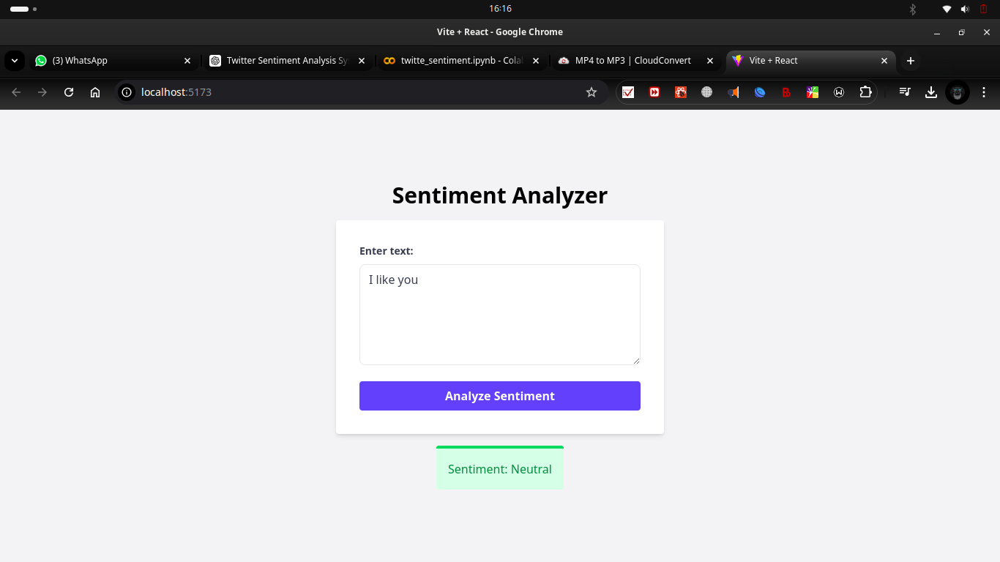 16:16
Vite + React - Google Chrome
(3) WhatsApp
Twitter Sentiment Analysis Sy
twitte_sentiment.ipynb - Cola
MP4 to MP3 | CloudConvert
Vite + React
localhost:5173
Sentiment Analyzer
Enter text:
I like you
Analyze Sentiment
Sentiment: Neutral